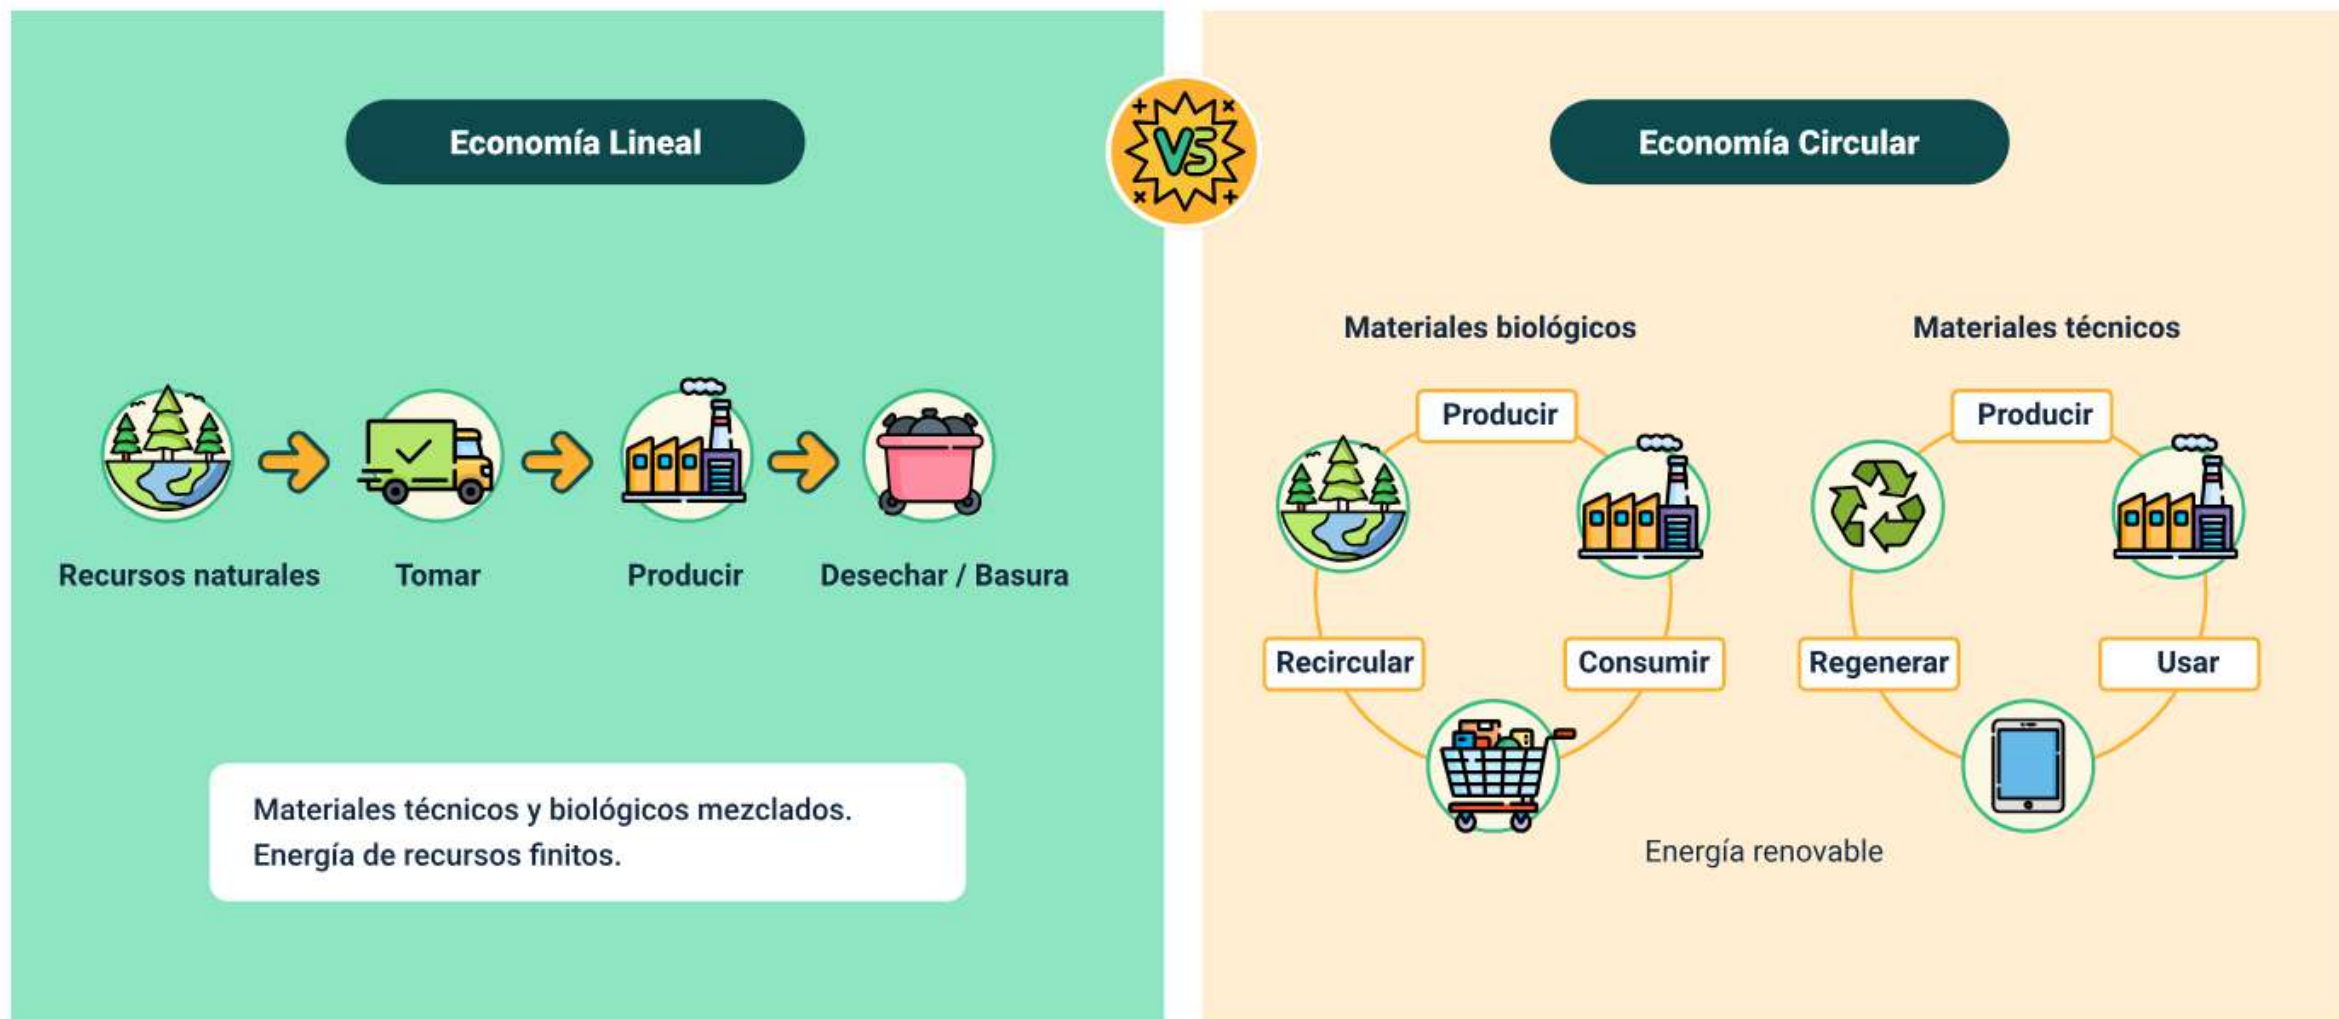 Economía Lineal
VS
Economía Circular
Recursos naturales
Tomar
Producir
Desechar / Basura
Materiales técnicos y biológicos mezclados.
Energía de recursos finitos.
Materiales biológicos
Producir
Recircular
Consumir
Materiales técnicos
Producir
Regenerar
Usar
Energía renovable